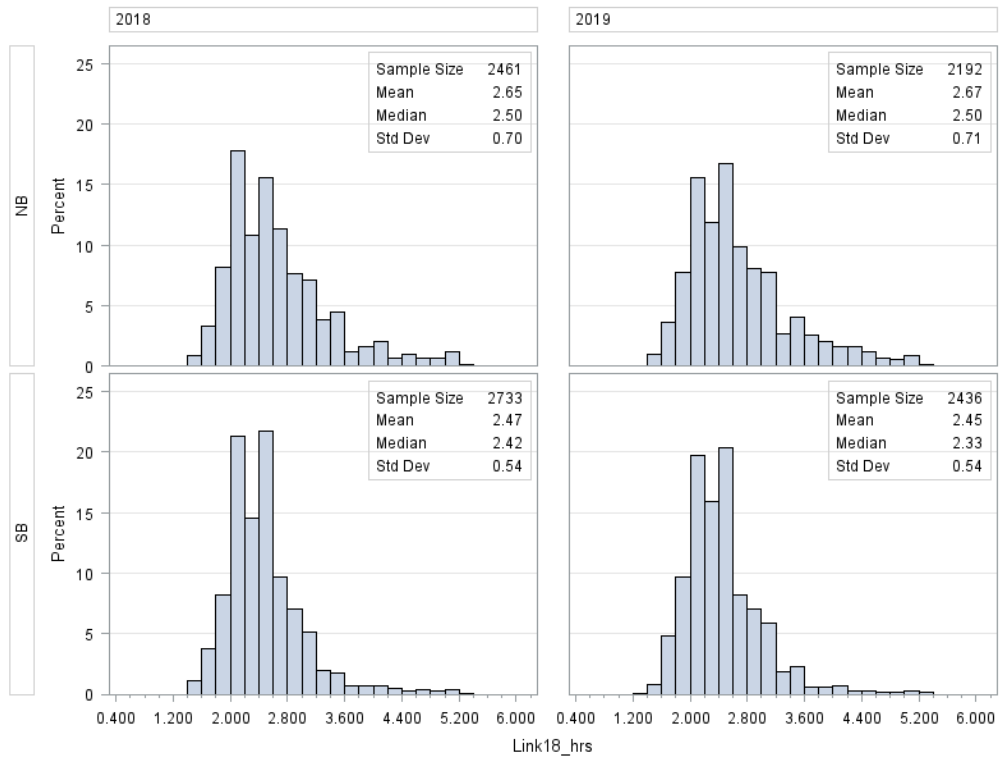 2018
2019
NB
Percent
25
20
15
10
5
0
Sample Size 2461
Mean 2.65
Median 2.50
Std Dev 0.70
Sample Size 2192
Mean 2.67
Median 2.50
Std Dev 0.71
SB
Percent
25
20
15
10
5
0
Sample Size 2733
Mean 2.47
Median 2.42
Std Dev 0.54
Sample Size 2436
Mean 2.45
Median 2.33
Std Dev 0.54
0.400 1.200 2.000 2.800 3.600 4.400 5.200 6.000
0.400 1.200 2.000 2.800 3.600 4.400 5.200 6.000
Link18_hrs